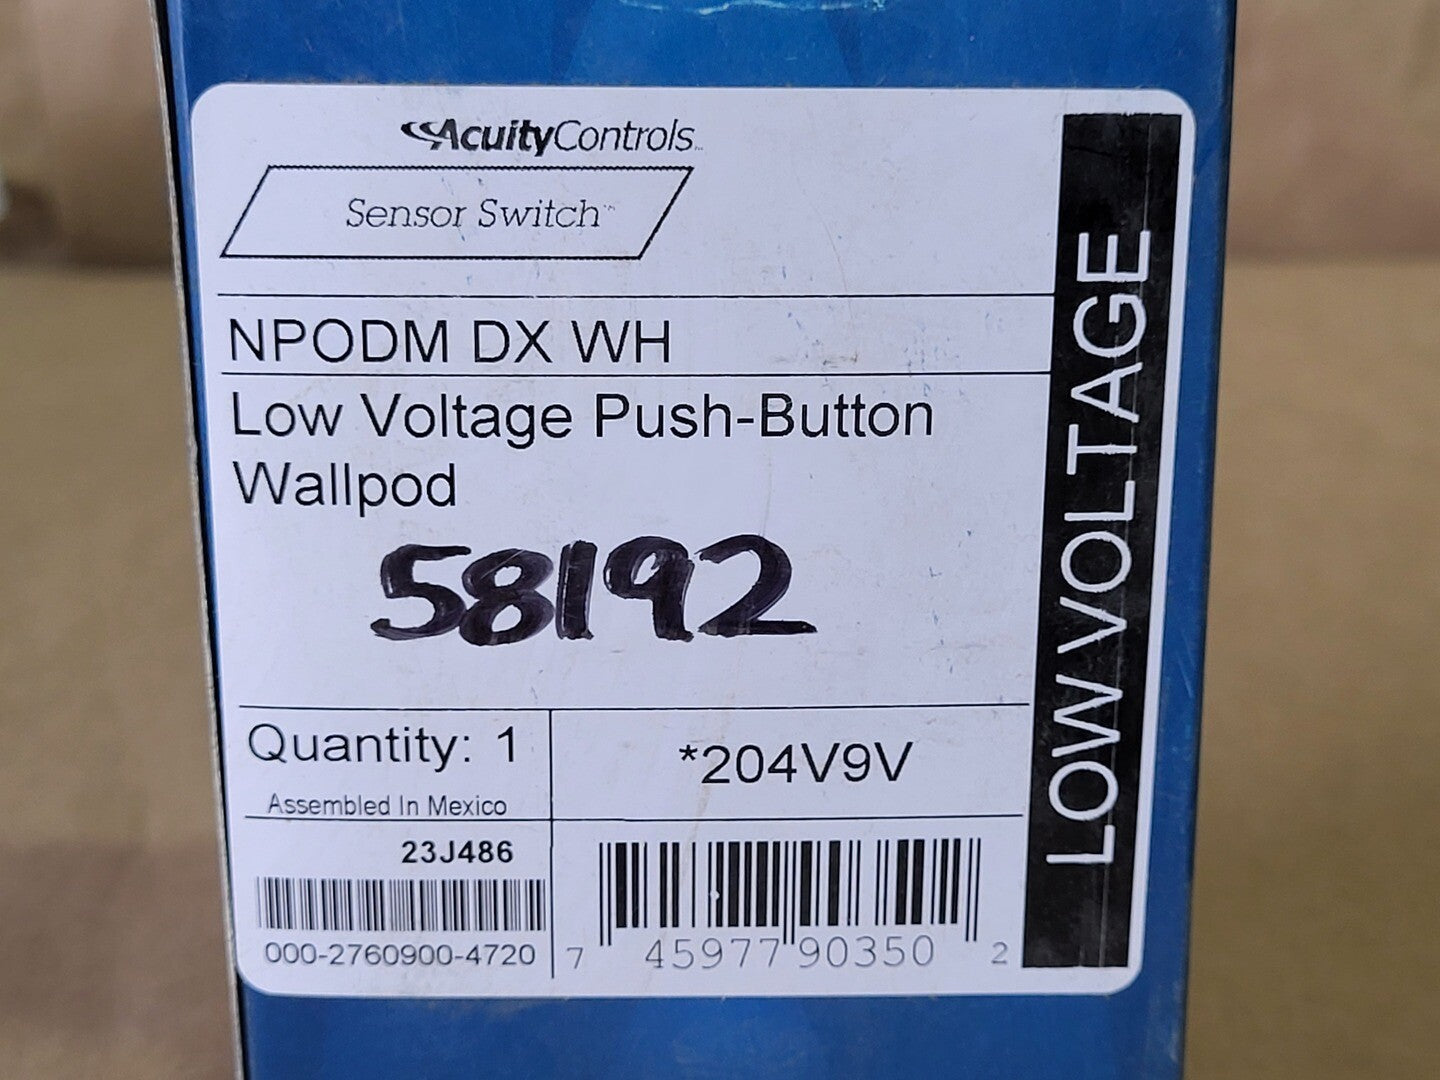 AcuityControls
Sensor Switch™
NPODM DX WH
Low Voltage Push-Button
Wallpod
58192
Quantity: 1
Assembled In Mexico
*204V9V
23J486
000-2760900-4720
7 45977 90350 2
LOW VOLTAGE